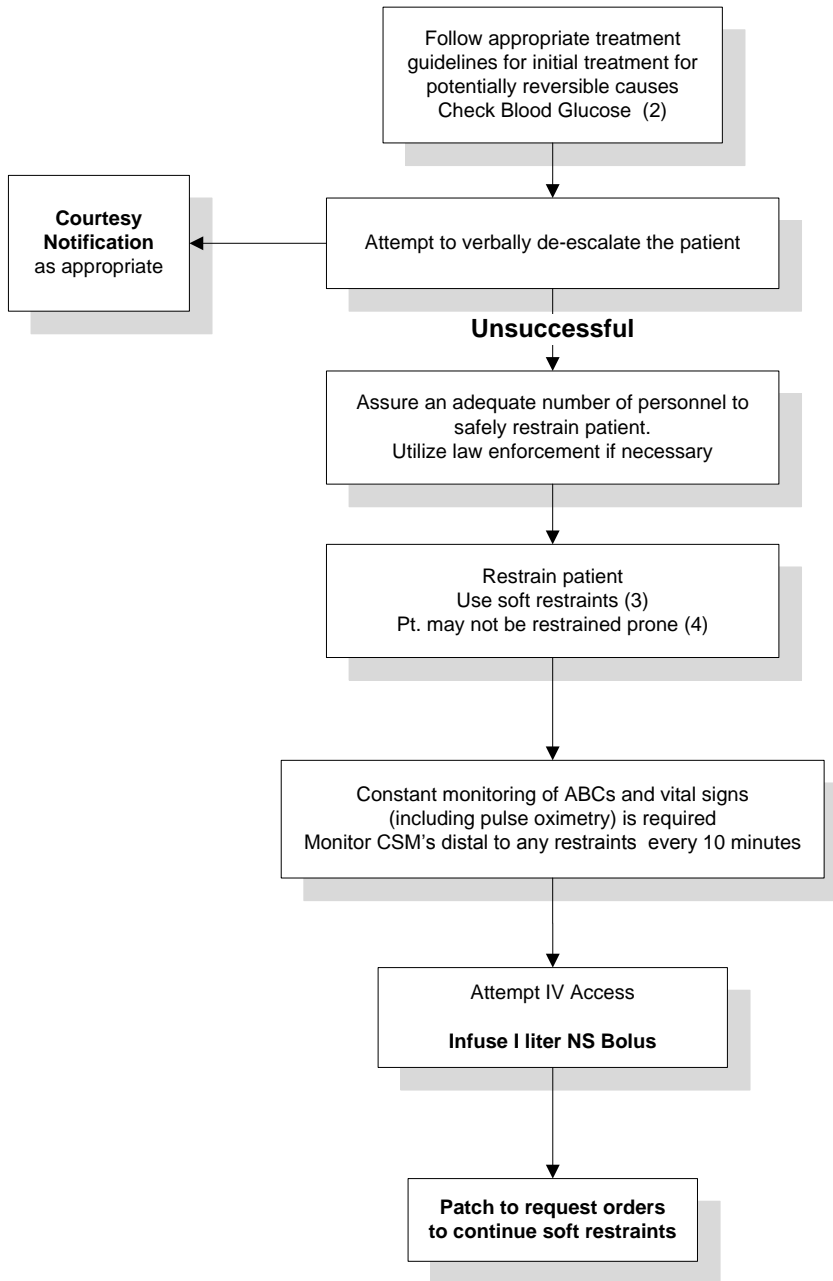 Follow appropriate treatment
guidelines for initial treatment for
potentially reversible causes
Check Blood Glucose  (2)
Courtesy
Notification
as appropriate
Attempt to verbally de-escalate the patient
Unsuccessful
Assure an adequate number of personnel to
safely restrain patient.
Utilize law enforcement if necessary
Restrain patient
Use soft restraints (3)
Pt. may not be restrained prone (4)
Constant monitoring of ABCs and vital signs
(including pulse oximetry) is required
Monitor CSM's distal to any restraints  every 10 minutes
Attempt IV Access
Infuse I liter NS Bolus
Patch to request orders
to continue soft restraints